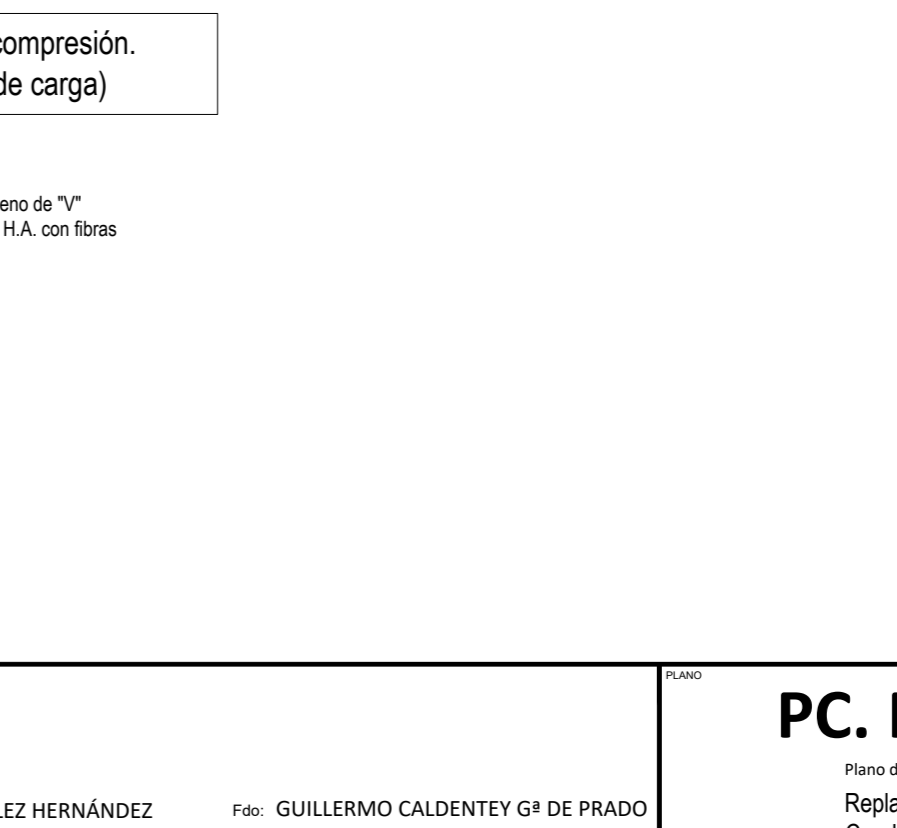 compresión.
de carga)
eno de "V"
H.A. con fibras
PLANO
PC.
Plano d
Repla
LEZ HERNÁNDEZ
Fdo: GUILLERMO CALDENTEY Gª DE PRADO